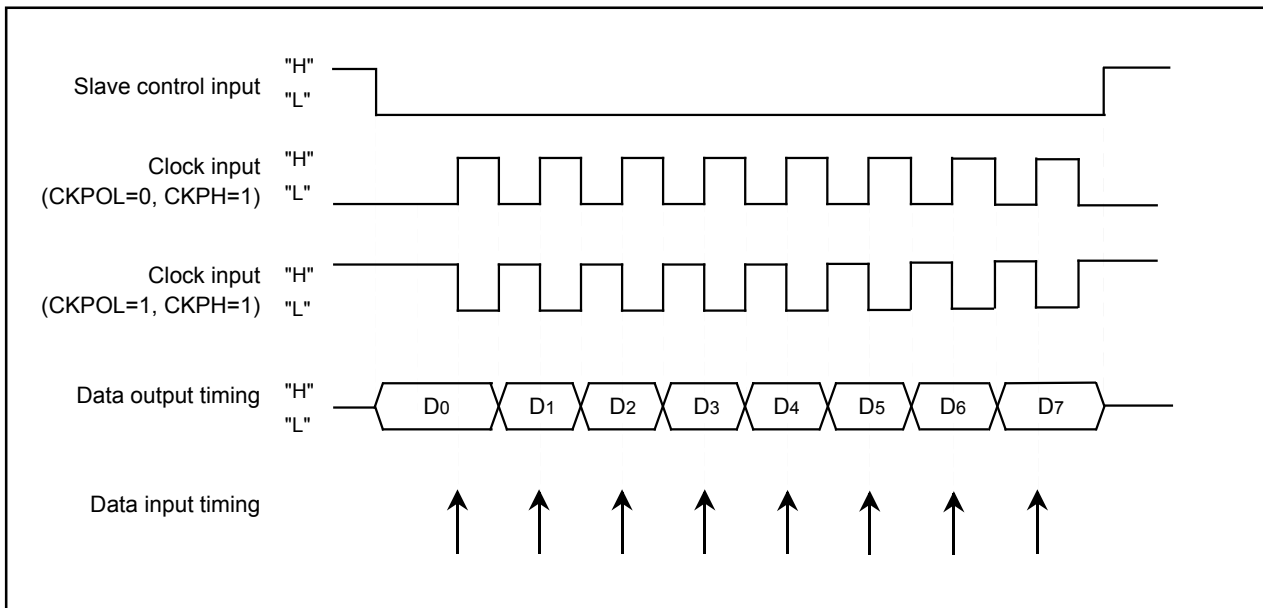 Slave control input
"H"
"L"
Clock input
(CKPOL=0, CKPH=1)
"H"
"L"
Clock input
(CKPOL=1, CKPH=1)
"H"
"L"
Data output timing
"H"
"L"
D0 D1 D2 D3 D4 D5 D6 D7
Data input timing